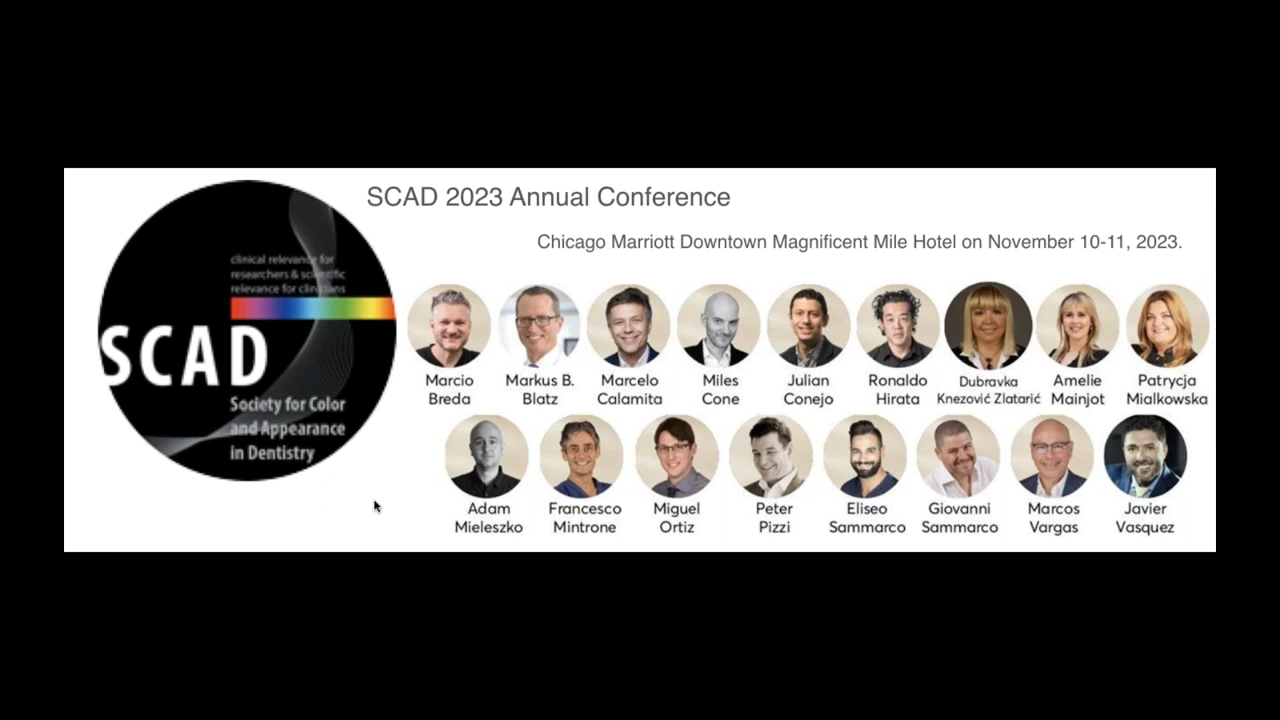 SCAD 2023 Annual Conference
Chicago Marriott Downtown Magnificent Mile Hotel on November 10-11, 2023.
clinical relevance for
researchers & scientific
relevance for clinicians
SCAD
Society for Color
and Appearance
in Dentistry
Marcio
Breda
Markus B.
Blatz
Marcelo
Calamita
Miles
Cone
Julian
Conejo
Ronaldo
Hirata
Dubravka
Knezović Zlatarić
Amelie
Mainjot
Patrycja
Mialkowska
Adam
Mieleszko
Francesco
Mintrone
Miguel
Ortiz
Peter
Pizzi
Eliseo
Sammarco
Giovanni
Sammarco
Marcos
Vargas
Javier
Vasquez